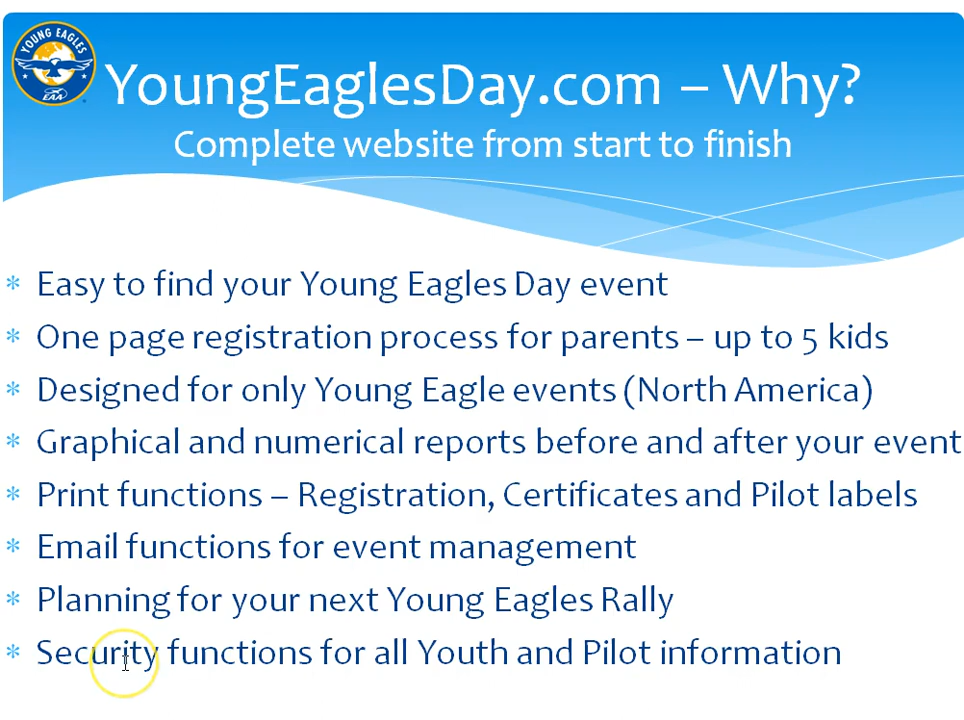 YOUNG EAGLES
EAA
YoungEaglesDay.com – Why?
Complete website from start to finish
* Easy to find your Young Eagles Day event
* One page registration process for parents – up to 5 kids
* Designed for only Young Eagle events (North America)
* Graphical and numerical reports before and after your event
* Print functions – Registration, Certificates and Pilot labels
* Email functions for event management
* Planning for your next Young Eagles Rally
* Security functions for all Youth and Pilot information